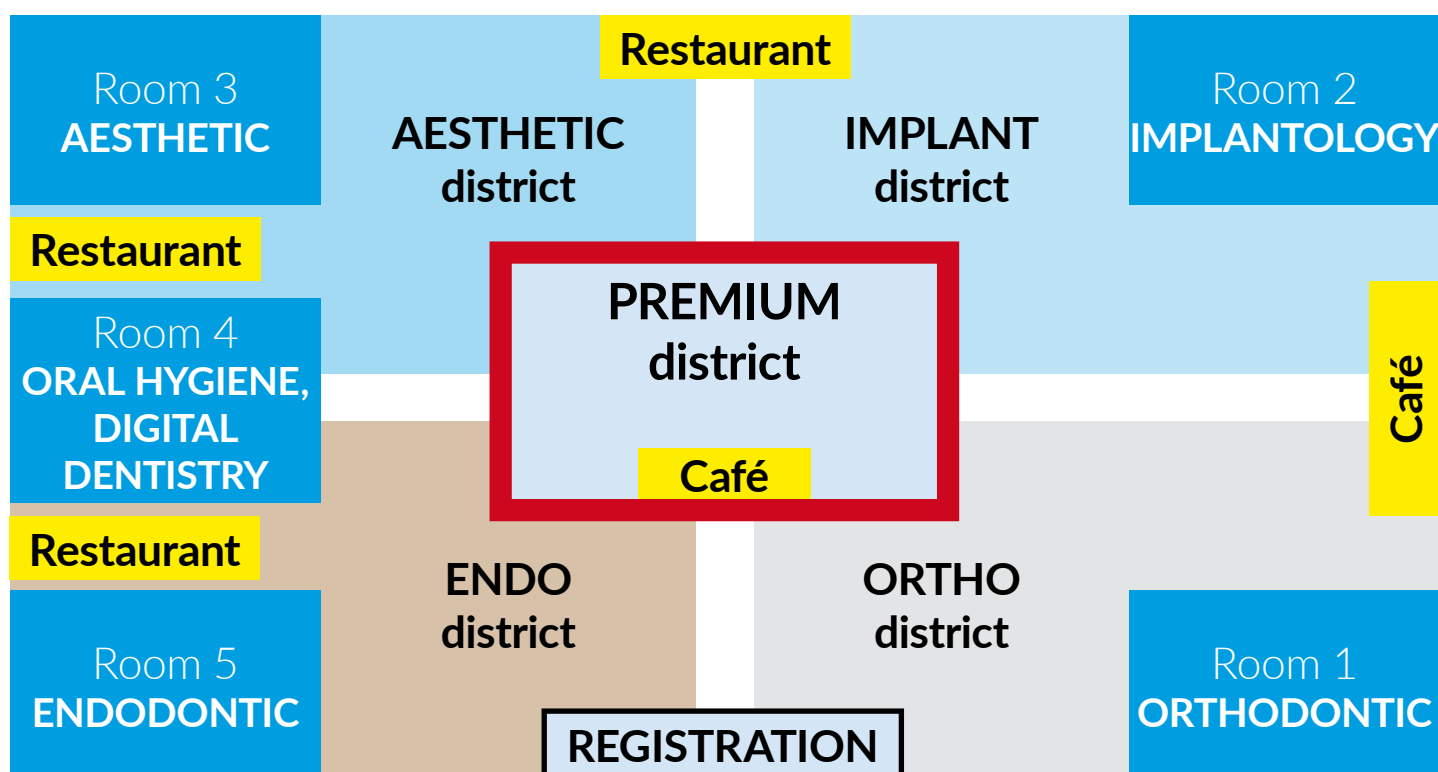 Restaurant
Room 3
AESTHETIC
AESTHETIC
district
IMPLANT
district
Room 2
IMPLANTOLOGY
Restaurant
PREMIUM
district
Café
Room 4
ORAL HYGIENE,
DIGITAL
DENTISTRY
Café
Restaurant
ENDO
district
ORTHO
district
Room 5
ENDODONTIC
REGISTRATION
Room 1
ORTHODONTIC